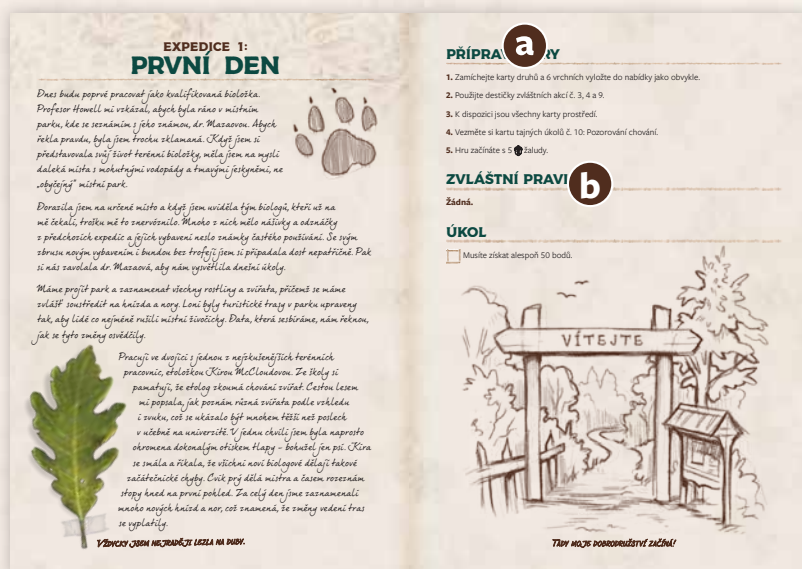 EXPEDICE 1:
PRVNÍ DEN
Dnes budu poprvé pracovat jako kvalifikovaná bioložka.
Profesor Howell mi vzkázal, abych byla ráno v místním
parku, kde se seznámím s jeho známou, dr. Mazaovou. Abych
řekla pravdu, byla jsem trochu zklamaná. Když jsem si
představovala svůj život terénní bioložky, měla jsem na mysli
daleká místa s mohutnými vodopády a tmavými jeskyněmi, ne
„obyčejný“ místní park.
Dorazila jsem na určené místo a když jsem uviděla tým biologů, kteří už na
mě čekali, trošku mě to znervóznilo. Mnoho z nich mělo nášivky a odznáčky
z předchozích expedic a jejich vybavení neslo známky častého používání. Se svým
zbrusu novým vybavením i bundou bez trofejí jsem si připadala dost nepatřičně. Pak
si nás zavolala dr. Mazaová, aby nám vysvětlila dnešní úkoly.
Máme projít park a zaznamenat všechny rostliny a zvířata, přičemž se máme
zvlášť soustředit na hnízda a nory. Loni byly turistické trasy v parku upraveny
tak, aby lidé co nejméně rušili místní živočichy. Data, která sesbíráme, nám řeknou,
jak se tyto změny osvědčily.
Pracuji ve dvojici s jednou z nejzkušenějších terénních
pracovnic, etoložkou Kirou McCloudovou. Ze školy si
pamatuji, že etolog zkoumá chování zvířat. Cestou lesem
mi popsala, jak poznám různá zvířata podle vzhledu
i zvuku, což se ukázalo být mnohem těžší než poslech
v učebně na univerzitě. V jednu chvíli jsem byla naprosto
ohromena dokonalým otiskem tlapy – bohužel jen psí. Kira
se smála a říkala, že všichni noví biologové dělají takové
začátečnické chyby. Cvik prý dělá mistra a časem rozeznám
stopy hned na první pohled. Za celý den jsme zaznamenali
mnoho nových hnízd a nor, což znamená, že změny vedení tras
se vyplatily.
VŽDYCKY JSEM NEJRADĚJI LEZLA NA DUBY.
PŘÍPRAVA HRY
a
1. Zamíchejte karty druhů a 6 vrchních vyložte do nabídky jako obvykle.
2. Použijte destičky zvláštních akcí č. 3, 4 a 9.
3. K dispozici jsou všechny karty prostředí.
4. Vezměte si kartu tajných úkolů č. 10: Pozorování chování.
5. Hru začínáte s 5 žaludy.
ZVLÁŠTNÍ PRAVI
b
Žádná.
ÚKOL
Musíte získat alespoň 50 bodů.
VÍTEJTE
TADY MOJE DOBRODRUŽSTVÍ ZAČÍNÁ!